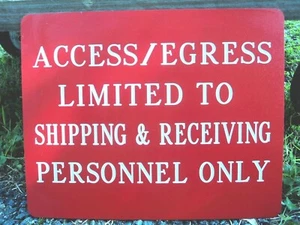 ACCESS/EGRESS
LIMITED TO
SHIPPING & RECEIVING
PERSONNEL ONLY